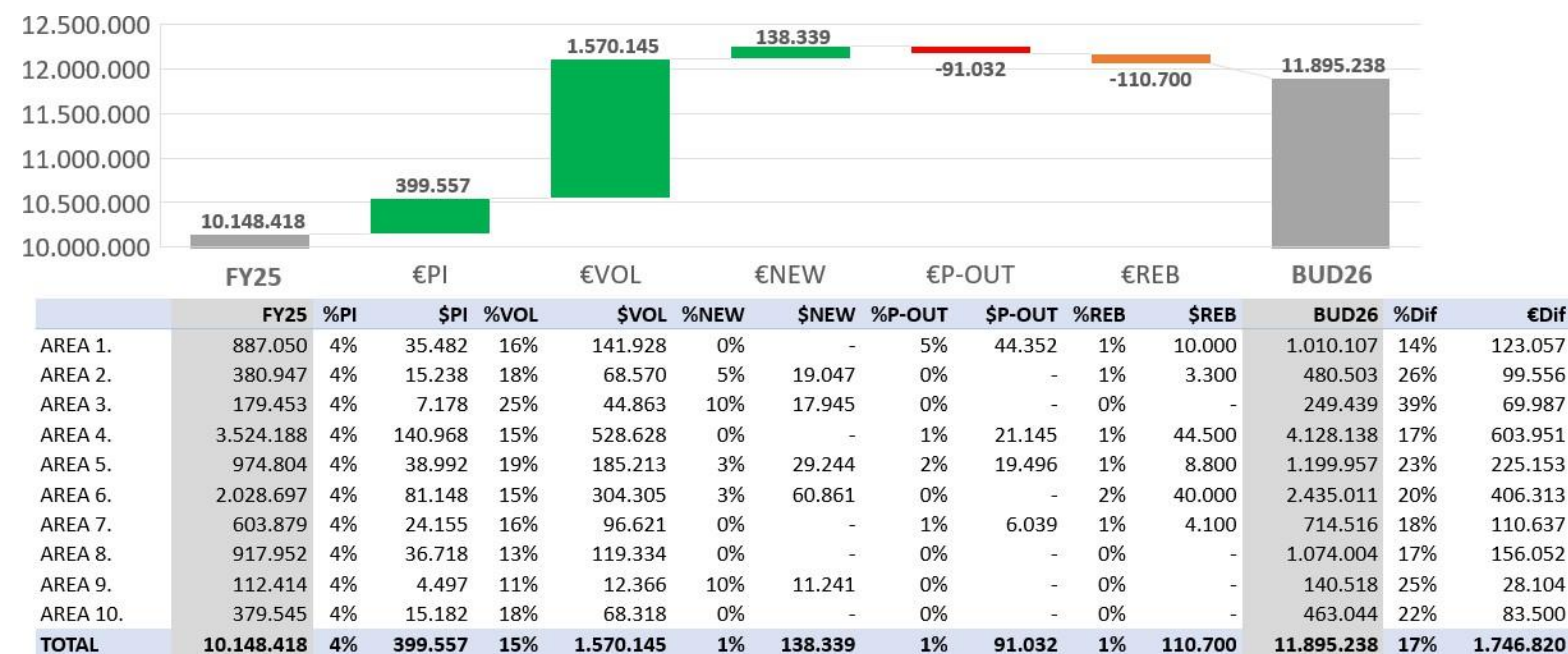 12.500.000
12.000.000
11.500.000
11.000.000
10.500.000
10.000.000
10.148.418
399.557
1.570.145
138.339
-91.032
-110.700
11.895.238
FY25 €PI €VOL €NEW €P-OUT €REB BUD26
FY25 %PI $PI %VOL $VOL %NEW $NEW %P-OUT $P-OUT %REB $REB BUD26 %Dif €Dif
AREA 1. 887.050 4% 35.482 16% 141.928 0% - 5% 44.352 1% 10.000 1.010.107 14% 123.057
AREA 2. 380.947 4% 15.238 18% 68.570 5% 19.047 0% - 1% 3.300 480.503 26% 99.556
AREA 3. 179.453 4% 7.178 25% 44.863 10% 17.945 0% - 0% - 249.439 39% 69.987
AREA 4. 3.524.188 4% 140.968 15% 528.628 0% - 1% 21.145 1% 44.500 4.128.138 17% 603.951
AREA 5. 974.804 4% 38.992 19% 185.213 3% 29.244 2% 19.496 1% 8.800 1.199.957 23% 225.153
AREA 6. 2.028.697 4% 81.148 15% 304.305 3% 60.861 0% - 2% 40.000 2.435.011 20% 406.313
AREA 7. 603.879 4% 24.155 16% 96.621 0% - 1% 6.039 1% 4.100 714.516 18% 110.637
AREA 8. 917.952 4% 36.718 13% 119.334 0% - 0% - 0% - 1.074.004 17% 156.052
AREA 9. 112.414 4% 4.497 11% 12.366 10% 11.241 0% - 0% - 140.518 25% 28.104
AREA 10. 379.545 4% 15.182 18% 68.318 0% - 0% - 0% - 463.044 22% 83.500
TOTAL 10.148.418 4% 399.557 15% 1.570.145 1% 138.339 1% 91.032 1% 110.700 11.895.238 17% 1.746.820